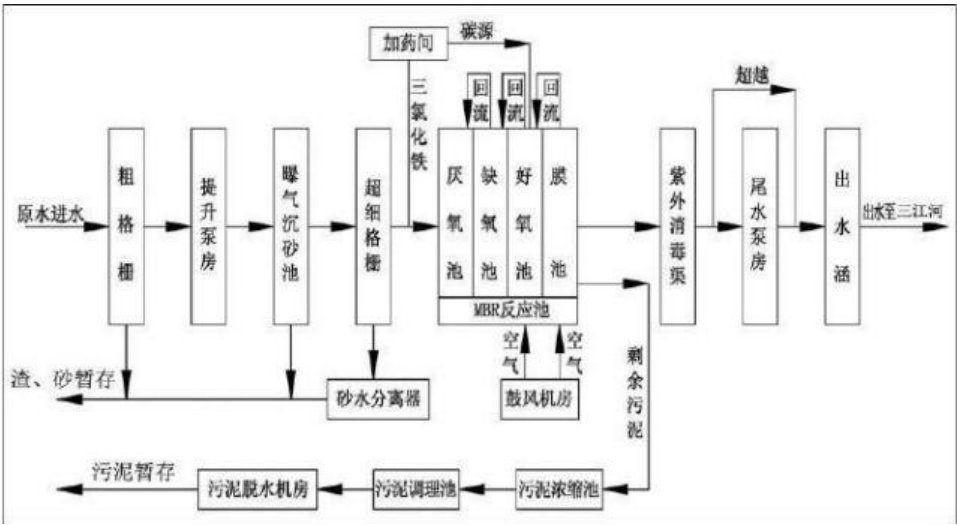 加药间
碳源
三氯化铁
回流
回流
回流
超越
原水进水
粗格栅
提升泵房
曝气沉砂池
超细格栅
厌氧池
缺氧池
好氧池
膜池
MBR反应池
紫外消毒渠
尾水泵房
出水涵
出水至三江河
空气
空气
鼓风机房
剩余污泥
渣、砂暂存
砂水分离器
污泥暂存
污泥脱水机房
污泥调理池
污泥浓缩池